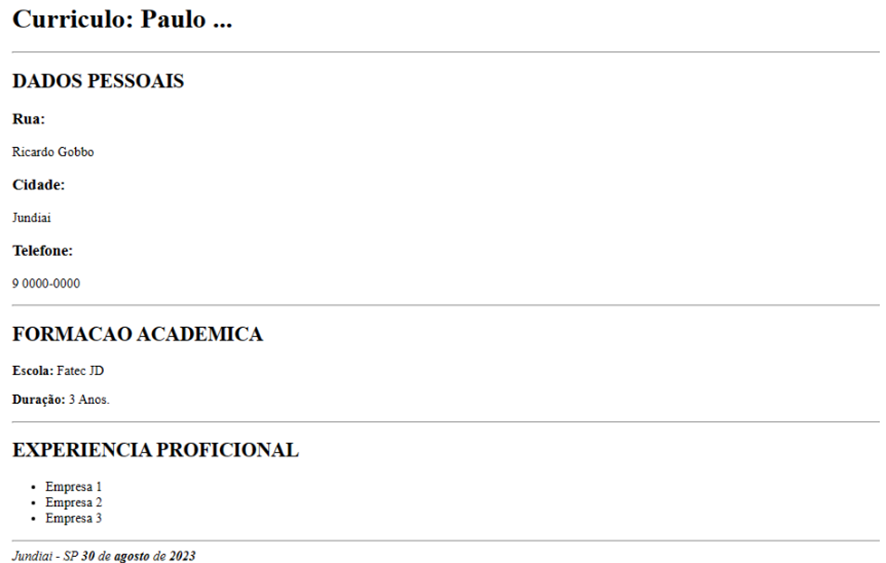 Curriculo: Paulo ...
DADOS PESSOAIS
Rua:
Ricardo Gobbo
Cidade:
Jundiai
Telefone:
9 0000-0000
FORMACAO ACADEMICA
Escola: Fatec JD
Duração: 3 Anos.
EXPERIENCIA PROFICIONAL
• Empresa 1
• Empresa 2
• Empresa 3
Jundiai - SP 30 de agosto de 2023